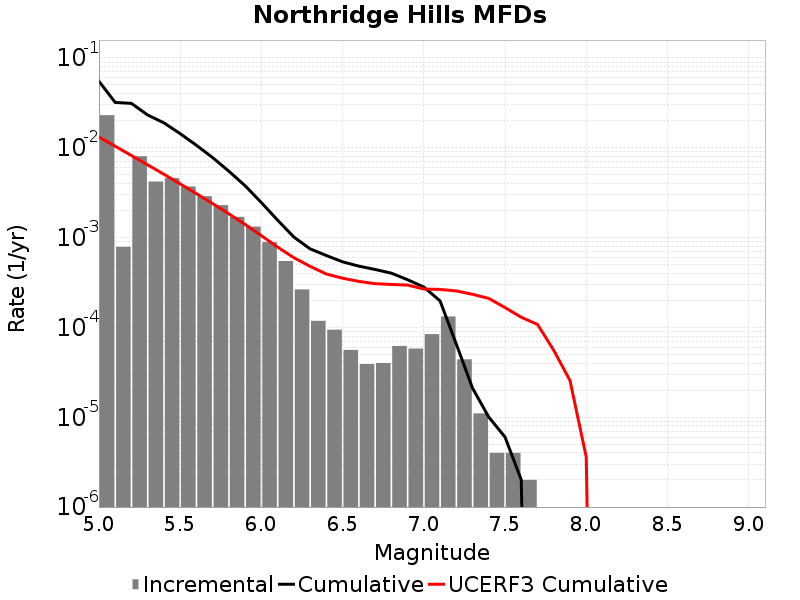 Northridge Hills MFDs
10^-1
10^-2
10^-3
10^-4
10^-5
10^-6
Rate (1/yr)
5.0 5.5 6.0 6.5 7.0 7.5 8.0 8.5 9.0
Magnitude
Incremental Cumulative UCERF3 Cumulative